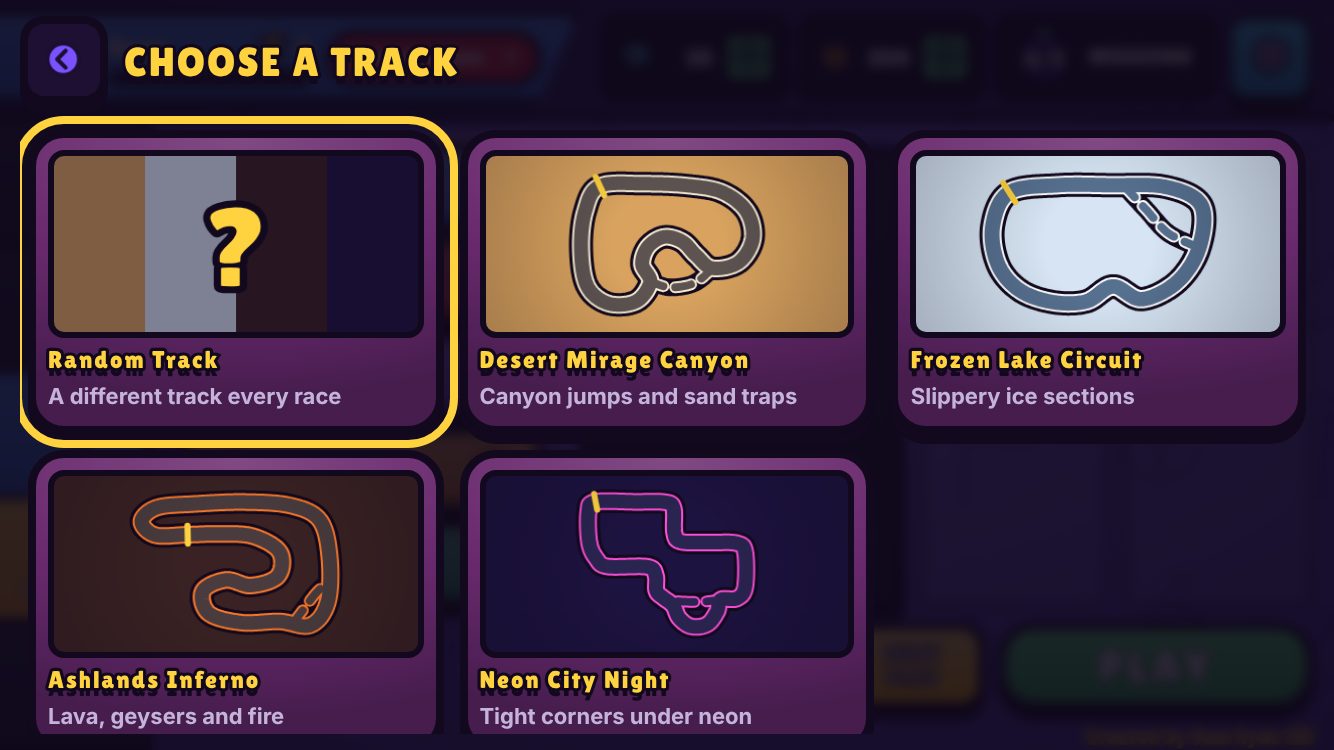 CHOOSE A TRACK
?
Random Track
A different track every race
Desert Mirage Canyon
Canyon jumps and sand traps
Frozen Lake Circuit
Slippery ice sections
Ashlands Inferno
Lava, geysers and fire
Neon City Night
Tight corners under neon
PLAY